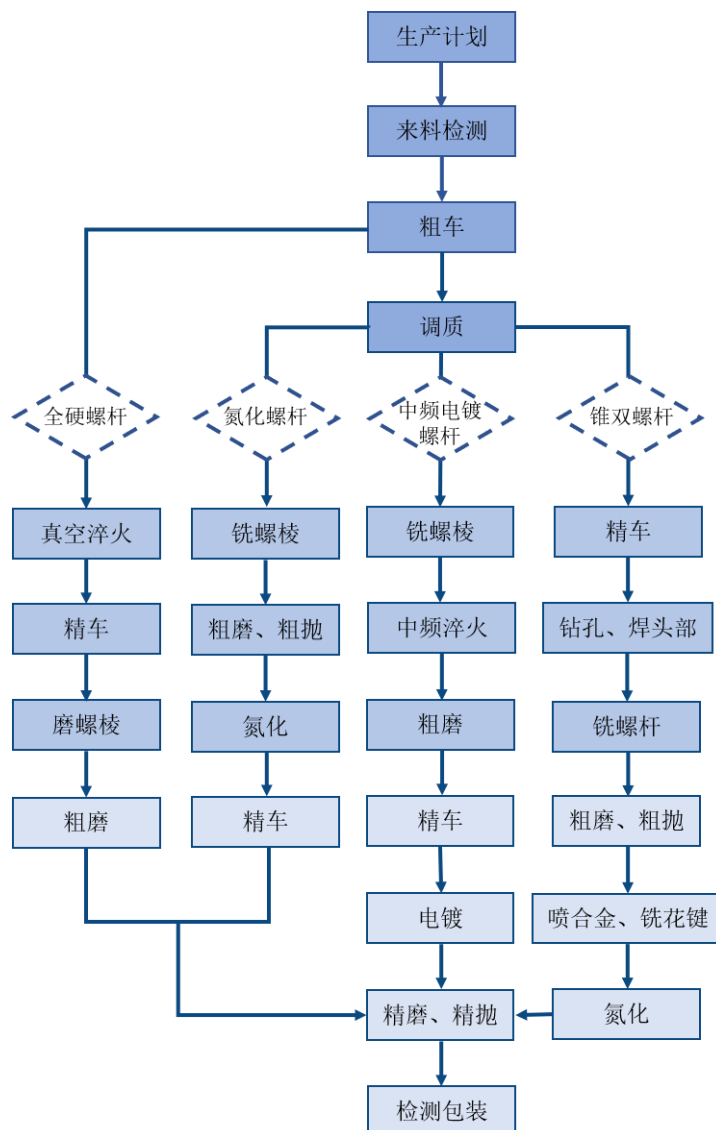 生产计划
来料检测
粗车
调质
全硬螺杆
氮化螺杆
中频电镀
螺杆
锥双螺杆
真空淬火
铣螺棱
铣螺棱
精车
精车
粗磨、粗抛
中频淬火
钻孔、焊头部
磨螺棱
氮化
粗磨
铣螺杆
粗磨
精车
精车
粗磨、粗抛
电镀
喷合金、铣花键
精磨、精抛
氮化
检测包装